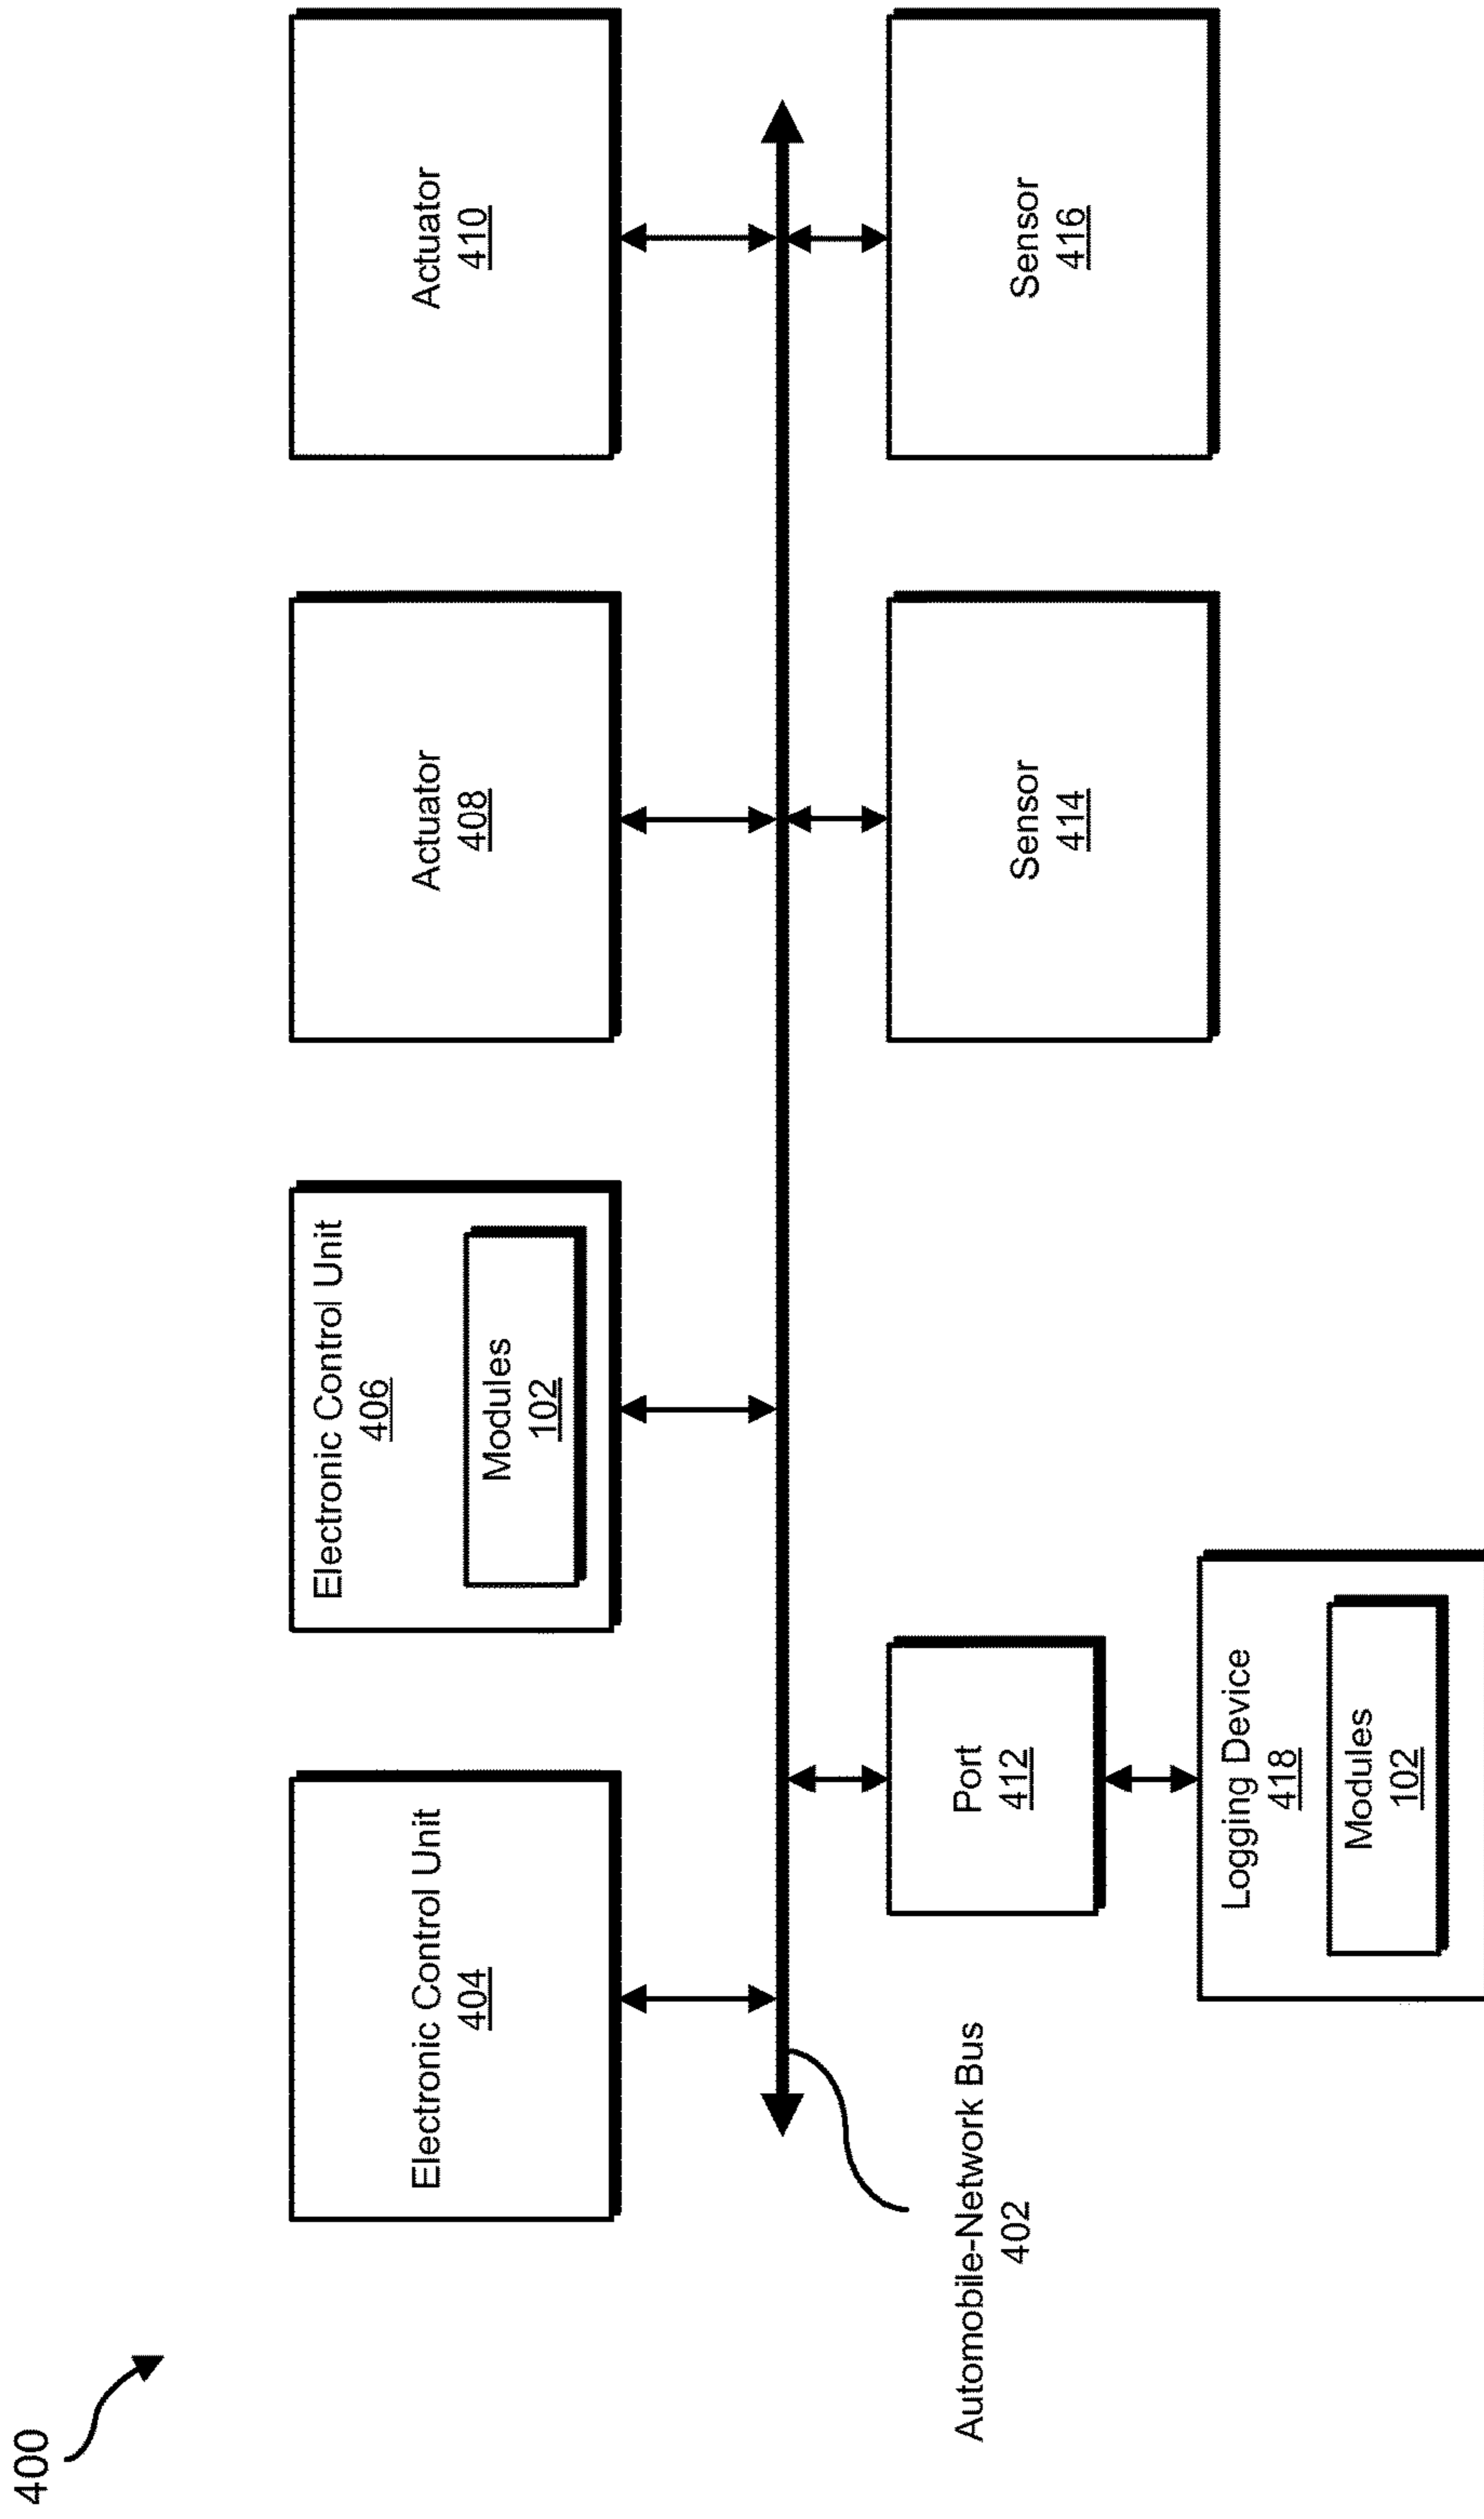 400
Electronic Control Unit
404
Electronic Control Unit
406
Modules
102
Actuator
408
Actuator
410
Automobile-Network Bus
402
Port
412
Sensor
414
Sensor
416
Logging Device
418
Modules
102